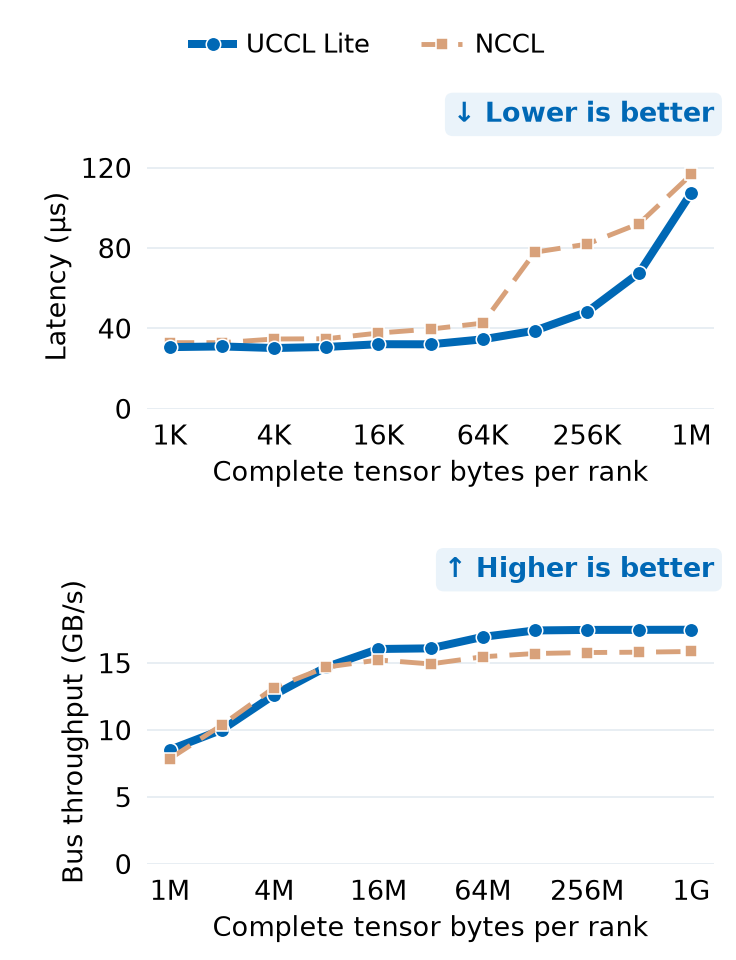 UCCL Lite NCCL
↓ Lower is better
Latency (μs)
120
80
40
0
1K 4K 16K 64K 256K 1M
Complete tensor bytes per rank
↑ Higher is better
Bus throughput (GB/s)
15
10
5
0
1M 4M 16M 64M 256M 1G
Complete tensor bytes per rank